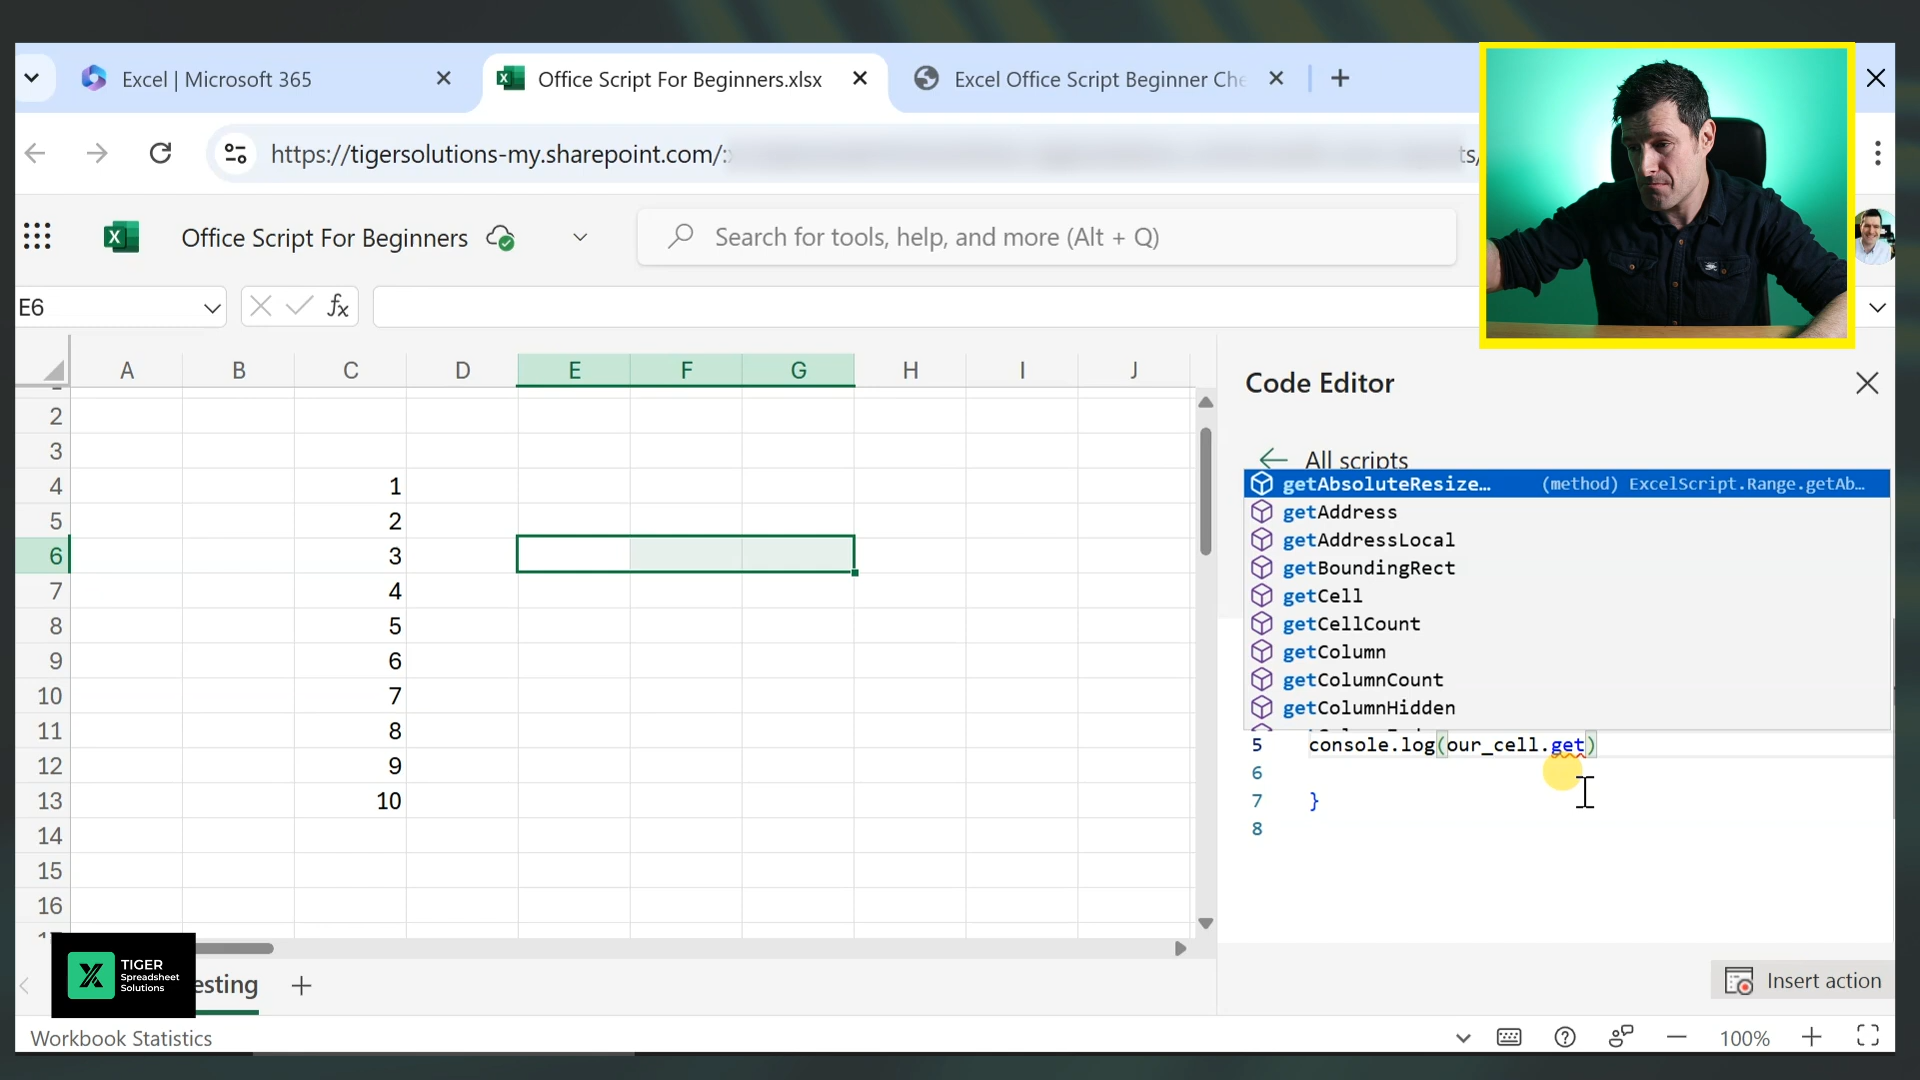 Excel | Microsoft 365
Office Script For Beginners.xlsx
Excel Office Script Beginner Che
https://tigersolutions-my.sharepoint.com/:
ts/
Office Script For Beginners
Search for tools, help, and more (Alt + Q)
E6
fx
A B C D E F G H I J
2
3
4 1
5 2
6 3
7 4
8 5
9 6
10 7
11 8
12 9
13 10
14
15
16
Code Editor
All scripts
getAbsoluteResize… (method) ExcelScript.Range.getAb…
getAddress
getAddressLocal
getBoundingRect
getCell
getCellCount
getColumn
getColumnCount
getColumnHidden
5 console.log(our_cell.get)
6
7 }
8
Insert action
TIGER
Spreadsheet
Solutions
esting
Workbook Statistics
100%